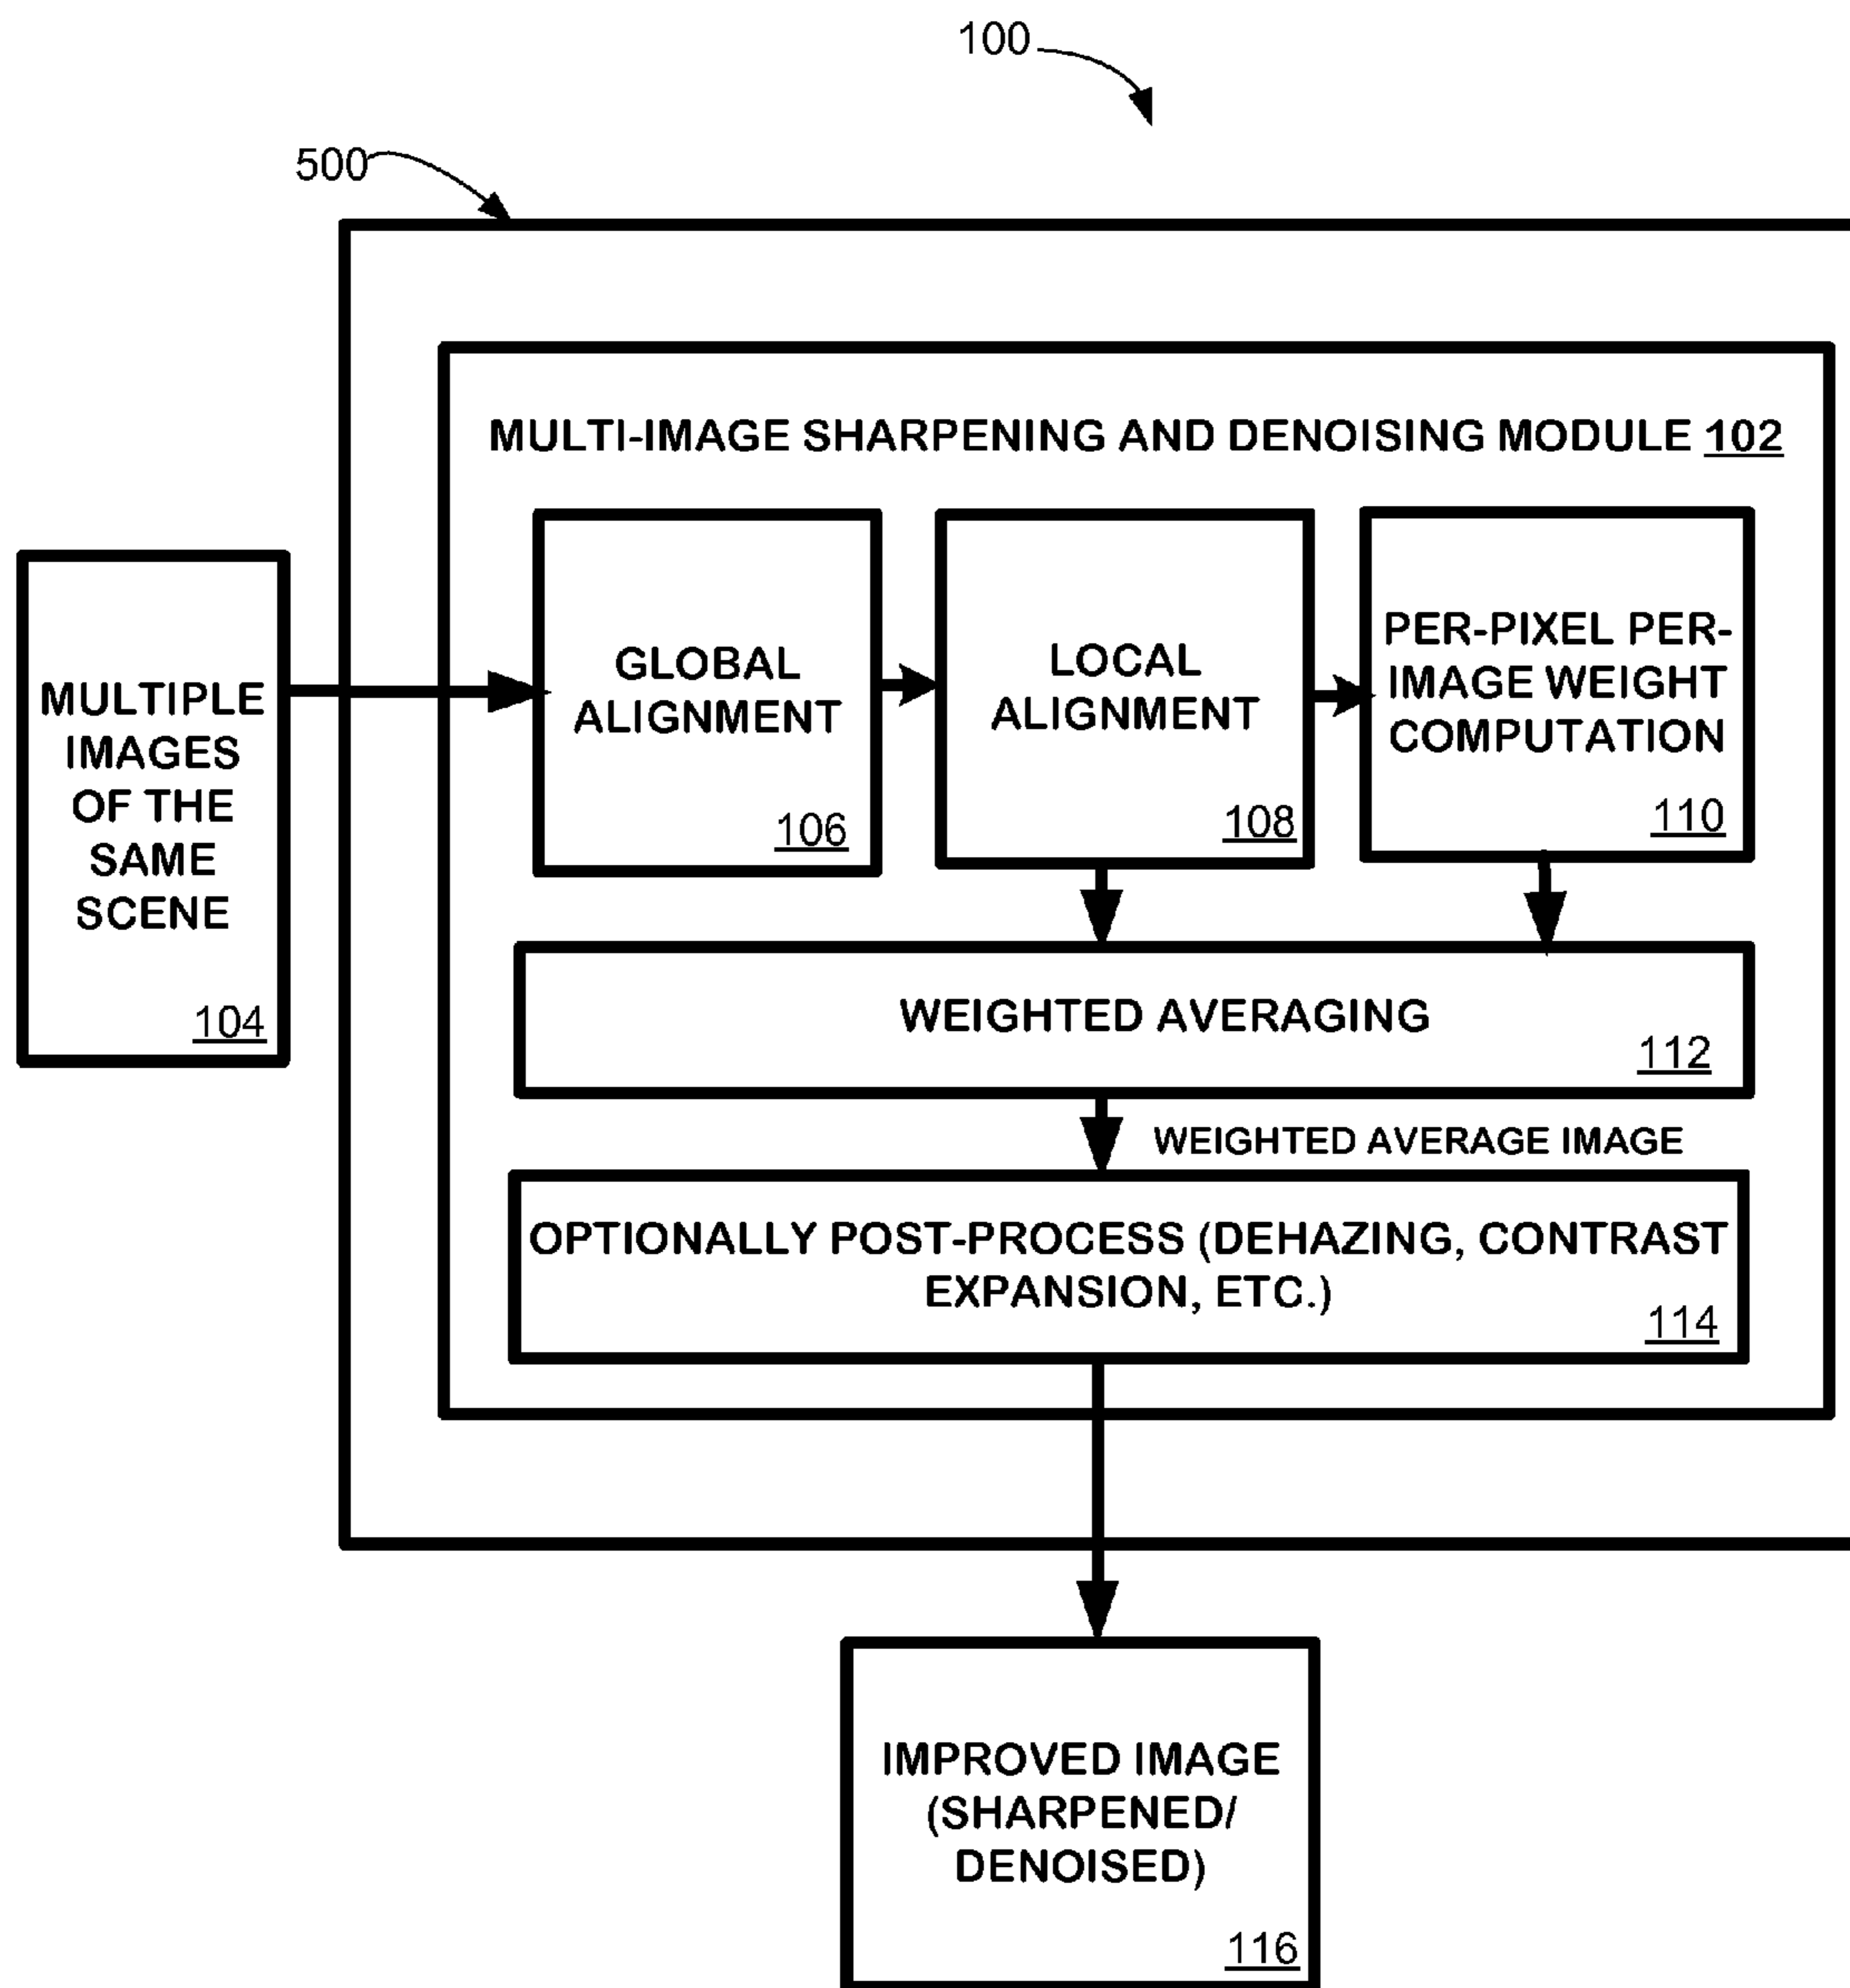 100
500
MULTI-IMAGE SHARPENING AND DENOISING MODULE 102
MULTIPLE
IMAGES
OF THE
SAME
SCENE
104
GLOBAL
ALIGNMENT
106
LOCAL
ALIGNMENT
108
PER-PIXEL PER-
IMAGE WEIGHT
COMPUTATION
110
WEIGHTED AVERAGING
112
WEIGHTED AVERAGE IMAGE
OPTIONALLY POST-PROCESS (DEHAZING, CONTRAST
EXPANSION, ETC.)
114
IMPROVED IMAGE
(SHARPENED/
DENOISED)
116